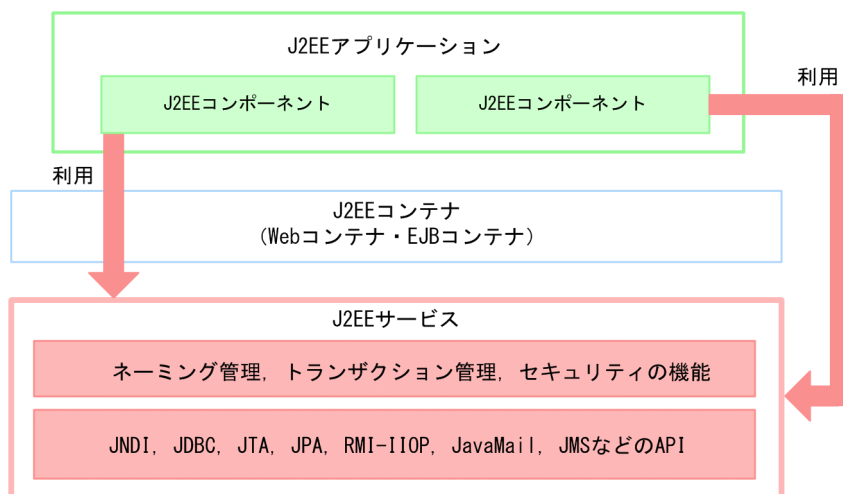 J2EEアプリケーション
利用
J2EEコンポーネント
J2EEコンポーネント
利用
J2EEコンテナ
（Webコンテナ・EJBコンテナ）
J2EEサービス
ネーミング管理，トランザクション管理，セキュリティの機能
JNDI，JDBC，JTA，JPA，RMI-IIOP，JavaMail，JMSなどのAPI